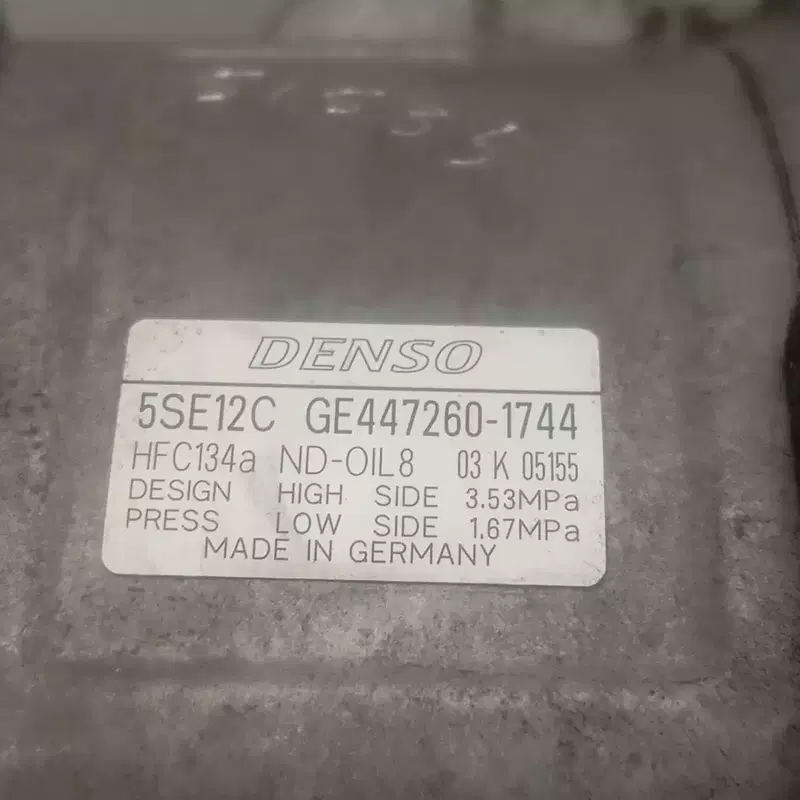 DENSO
5SE12C GE447260-1744
HFC134a ND-OIL8 03 K 05155
DESIGN HIGH SIDE 3.53MPa
PRESS LOW SIDE 1.67MPa
MADE IN GERMANY